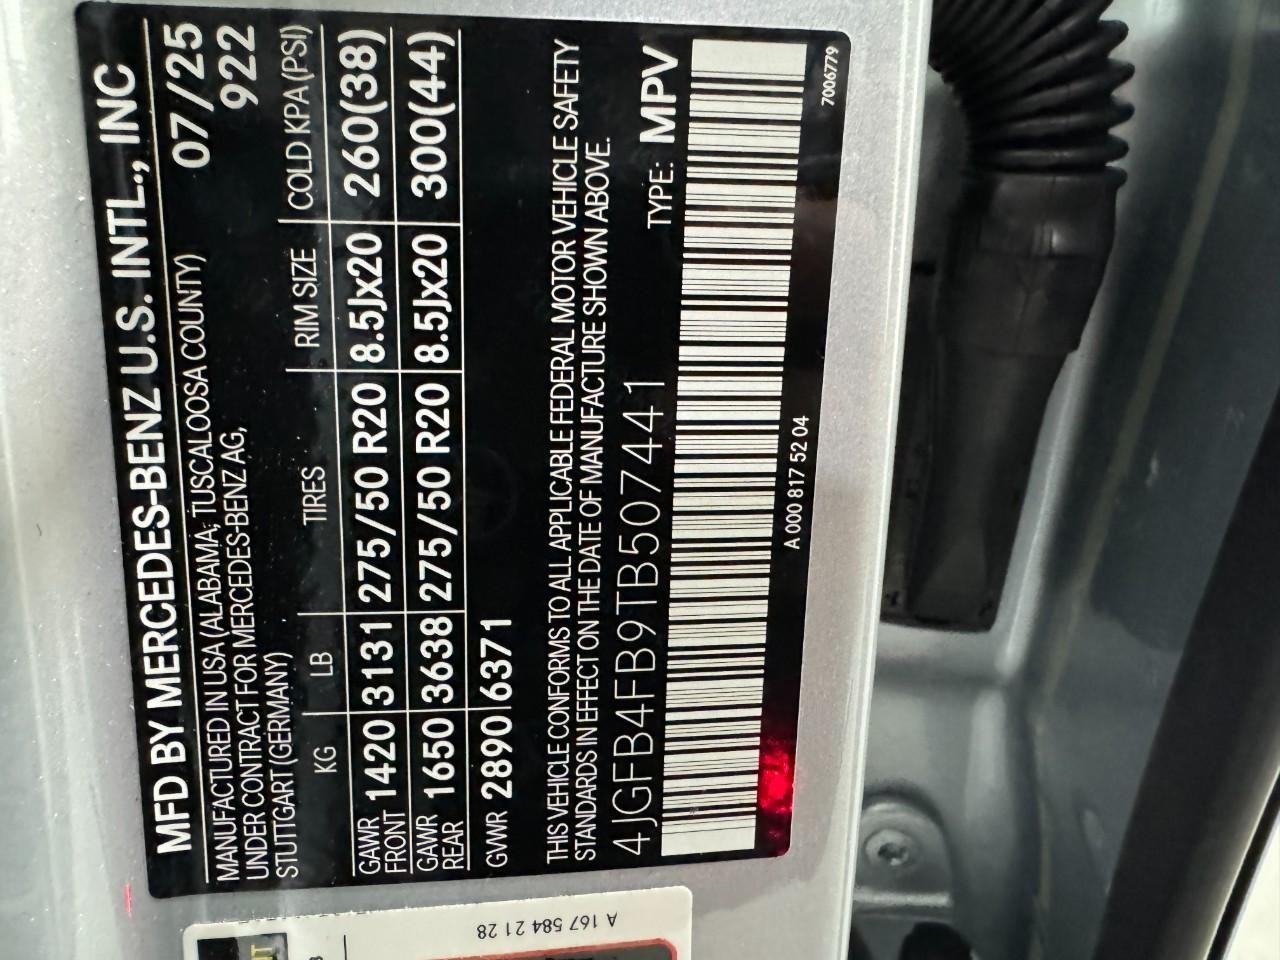 MFD BY MERCEDES-BENZ U.S. INTL., INC
MANUFACTURED IN USA (ALABAMA, TUSCALOOSA COUNTY) 07/25
UNDER CONTRACT FOR MERCEDES-BENZ AG, 922
STUTTGART (GERMANY)
KG LB TIRES RIM SIZE COLD KPA (PSI)
GAWR FRONT 1420 3131 275/50 R20 8.5Jx20 260(38)
GAWR REAR 1650 3638 275/50 R20 8.5Jx20 300(44)
GVWR 2890 6371
THIS VEHICLE CONFORMS TO ALL APPLICABLE FEDERAL MOTOR VEHICLE SAFETY
STANDARDS IN EFFECT ON THE DATE OF MANUFACTURE SHOWN ABOVE.
4JGFB4FB9TB507441 TYPE: MPV
A 000 817 52 04 7006779
A 167 584 21 28